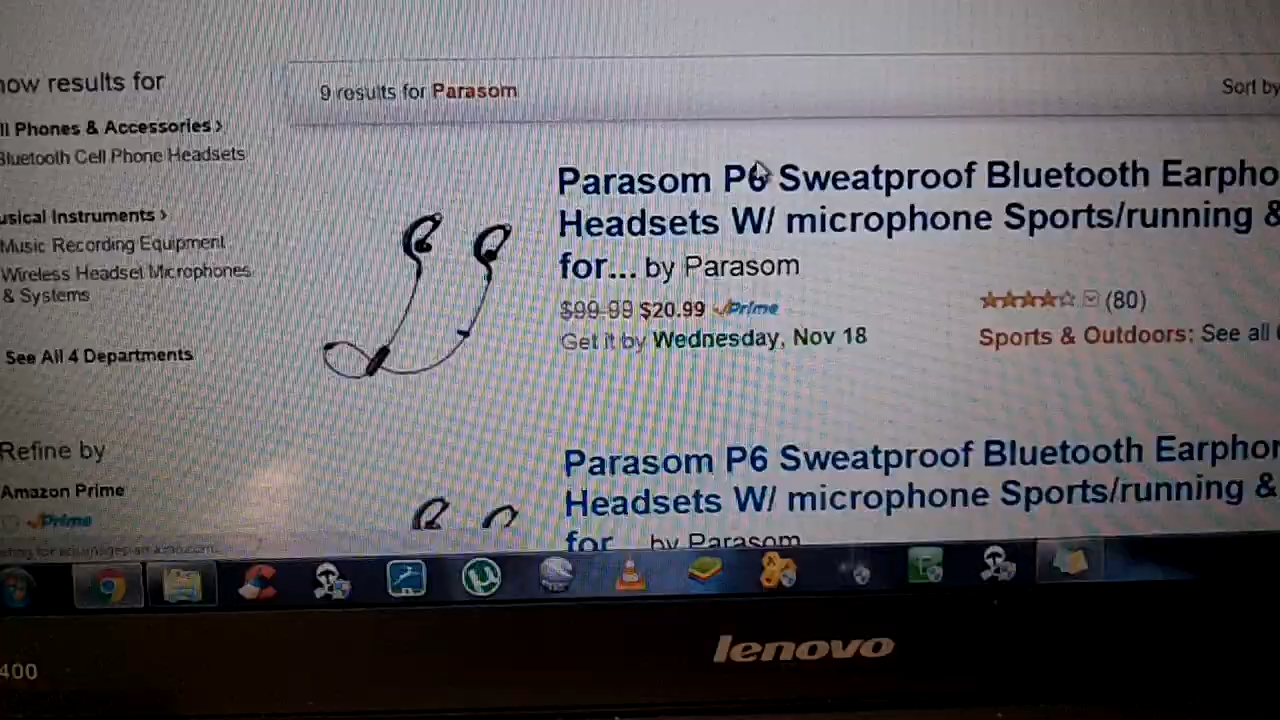 now results for
ll Phones & Accessories ›
Bluetooth Cell Phone Headsets
usical Instruments ›
Music Recording Equipment
Wireless Headset Microphones
& Systems
See All 4 Departments
Refine by
Amazon Prime
Prime
9 results for Parasom
Sort by
Parasom P6 Sweatproof Bluetooth Earpho
Headsets W/ microphone Sports/running &
for... by Parasom
$99.99 $20.99 Prime
Get it by Wednesday, Nov 18
(80)
Sports & Outdoors: See all
Parasom P6 Sweatproof Bluetooth Earphor
Headsets W/ microphone Sports/running &
for... by Parasom
lenovo
400